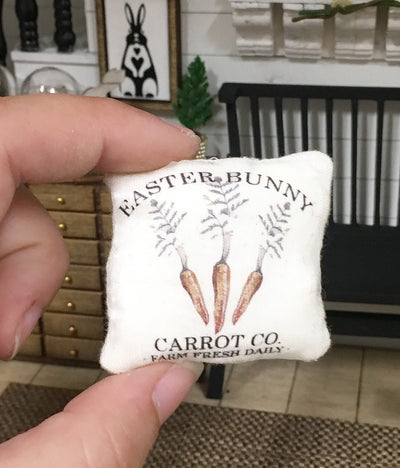 EASTER BUNNY
CARROT CO.
· FARM FRESH DAILY ·